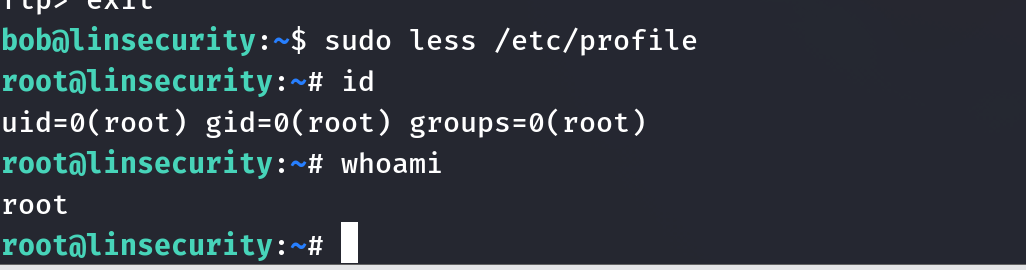 ftp> exit
bob@linsecurity:~$ sudo less /etc/profile
root@linsecurity:~# id
uid=0(root) gid=0(root) groups=0(root)
root@linsecurity:~# whoami
root
root@linsecurity:~#